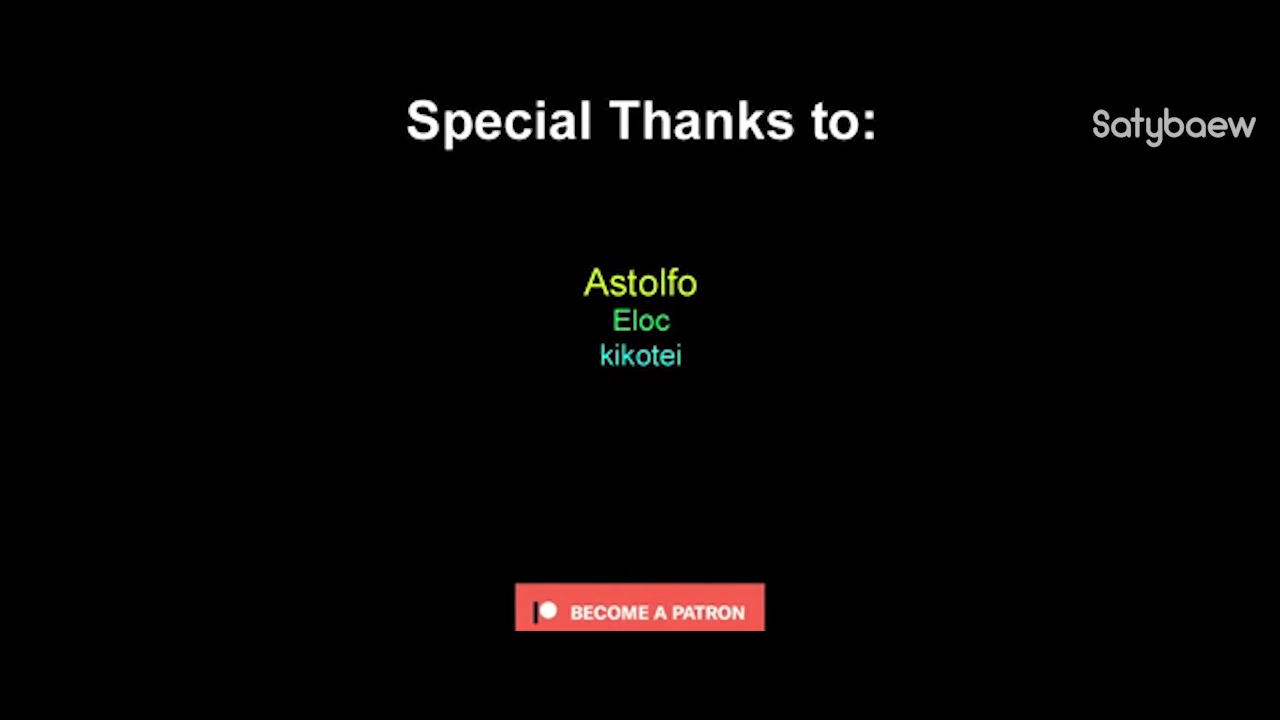 Special Thanks to:
Satybaew
Astolfo
Eloc
kikotei
BECOME A PATRON